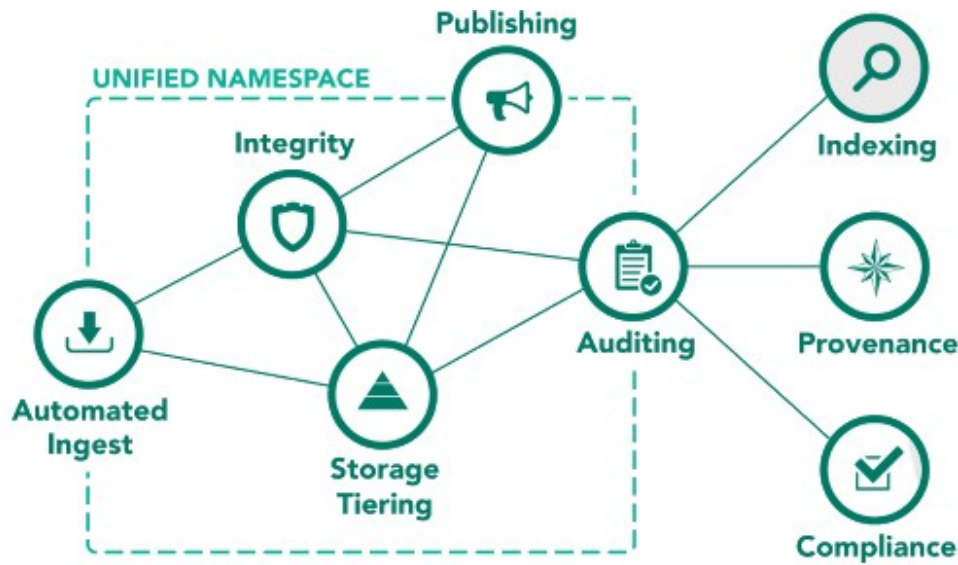 Publishing
UNIFIED NAMESPACE
Integrity
Indexing
Auditing
Provenance
Automated
Ingest
Storage
Tiering
Compliance